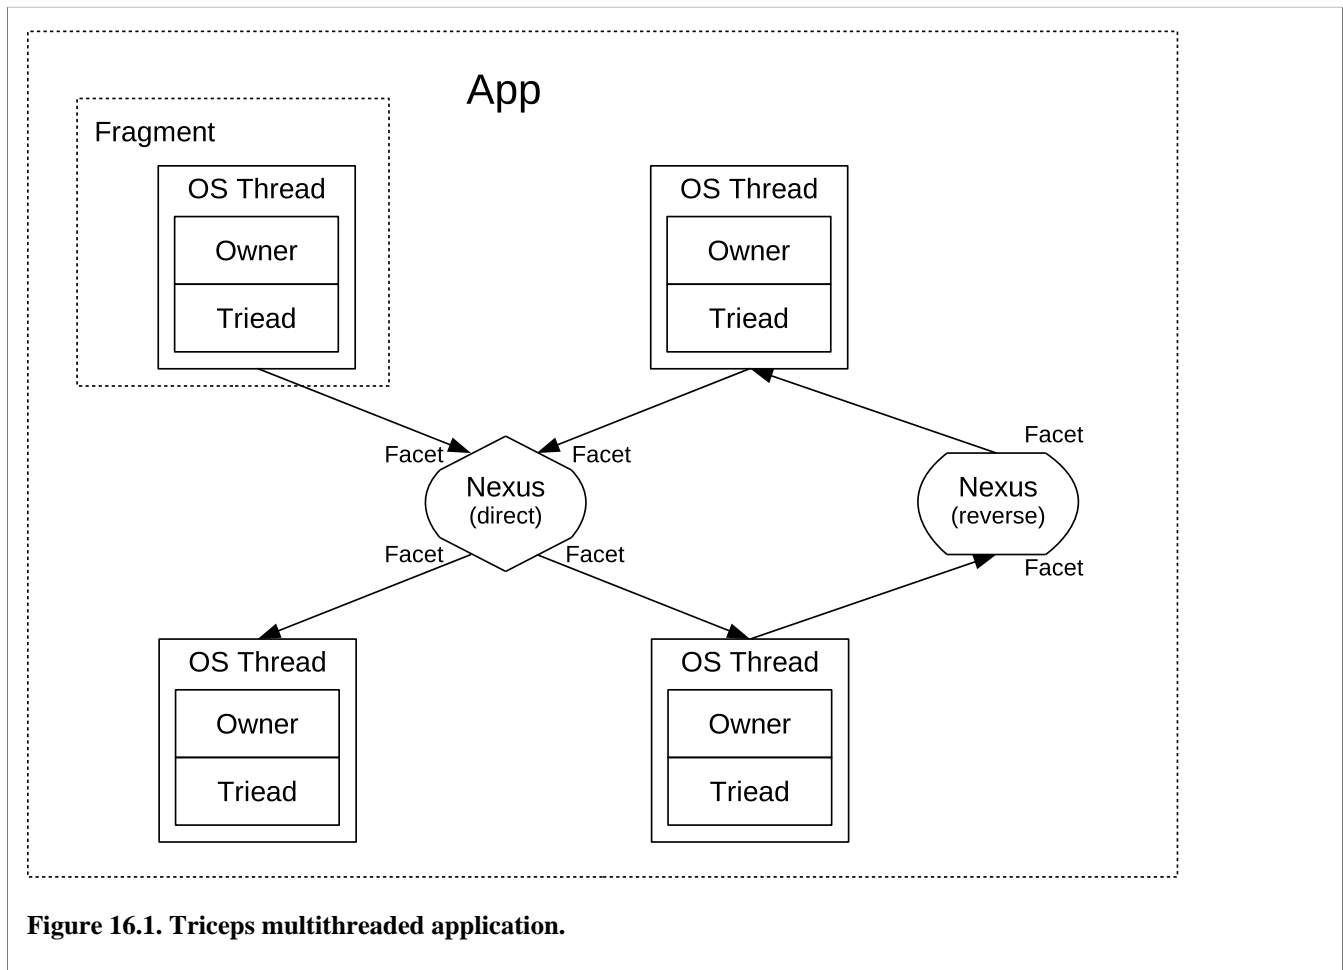 App
Fragment
OS Thread
Owner
Triead
OS Thread
Owner
Triead
Facet
Facet
Nexus
(direct)
Facet
Facet
Facet
Nexus
(reverse)
Facet
OS Thread
Owner
Triead
OS Thread
Owner
Triead
Figure 16.1. Triceps multithreaded application.